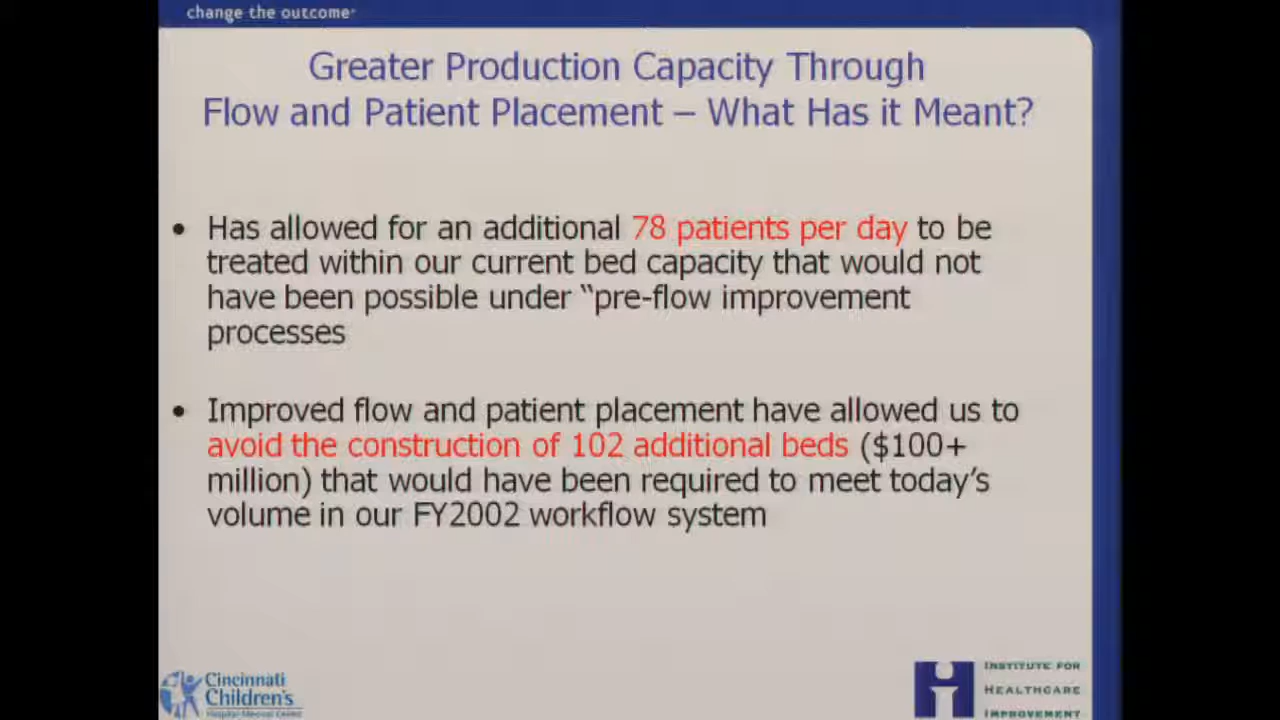 change the outcome
Greater Production Capacity Through
Flow and Patient Placement – What Has it Meant?
• Has allowed for an additional 78 patients per day to be
treated within our current bed capacity that would not
have been possible under “pre-flow improvement
processes
• Improved flow and patient placement have allowed us to
avoid the construction of 102 additional beds ($100+
million) that would have been required to meet today’s
volume in our FY2002 workflow system
Cincinnati
Children's
Hospital Medical Center
INSTITUTE FOR
HEALTHCARE
IMPROVEMENT